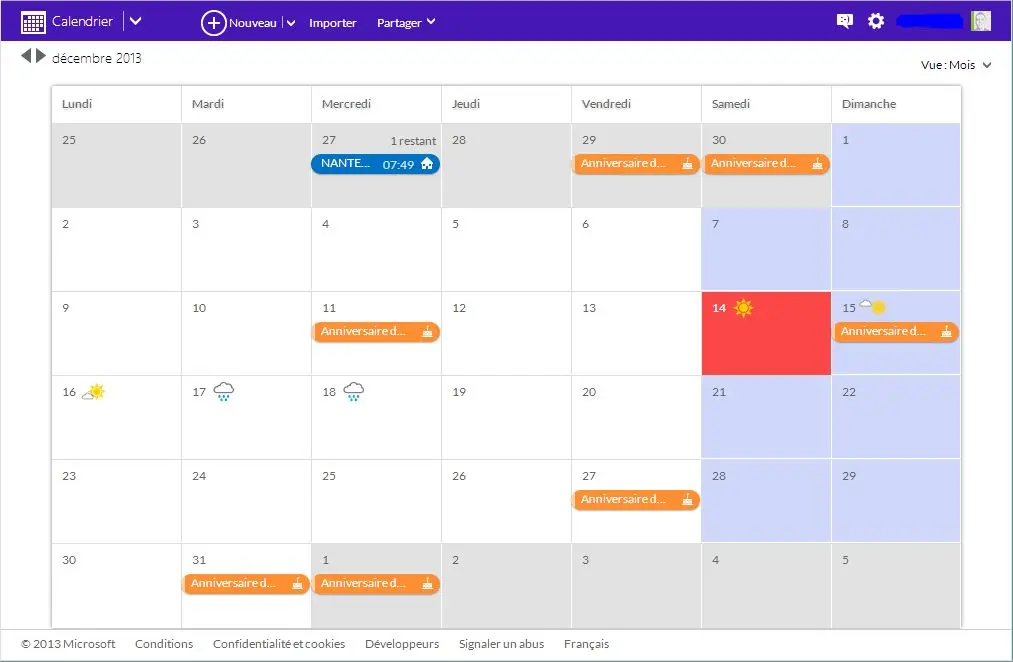 Calendrier
Nouveau
Importer
Partager
décembre 2013
Vue : Mois
Lundi Mardi Mercredi Jeudi Vendredi Samedi Dimanche
25 26 27 1 restant 28 29 30 1
NANTE... 07:49 Anniversaire d... Anniversaire d...
2 3 4 5 6 7 8
9 10 11 12 13 14 15
Anniversaire d... Anniversaire d...
16 17 18 19 20 21 22
23 24 25 26 27 28 29
Anniversaire d...
30 31 1 2 3 4 5
Anniversaire d... Anniversaire d...
© 2013 Microsoft Conditions Confidentialité et cookies Développeurs Signaler un abus Français